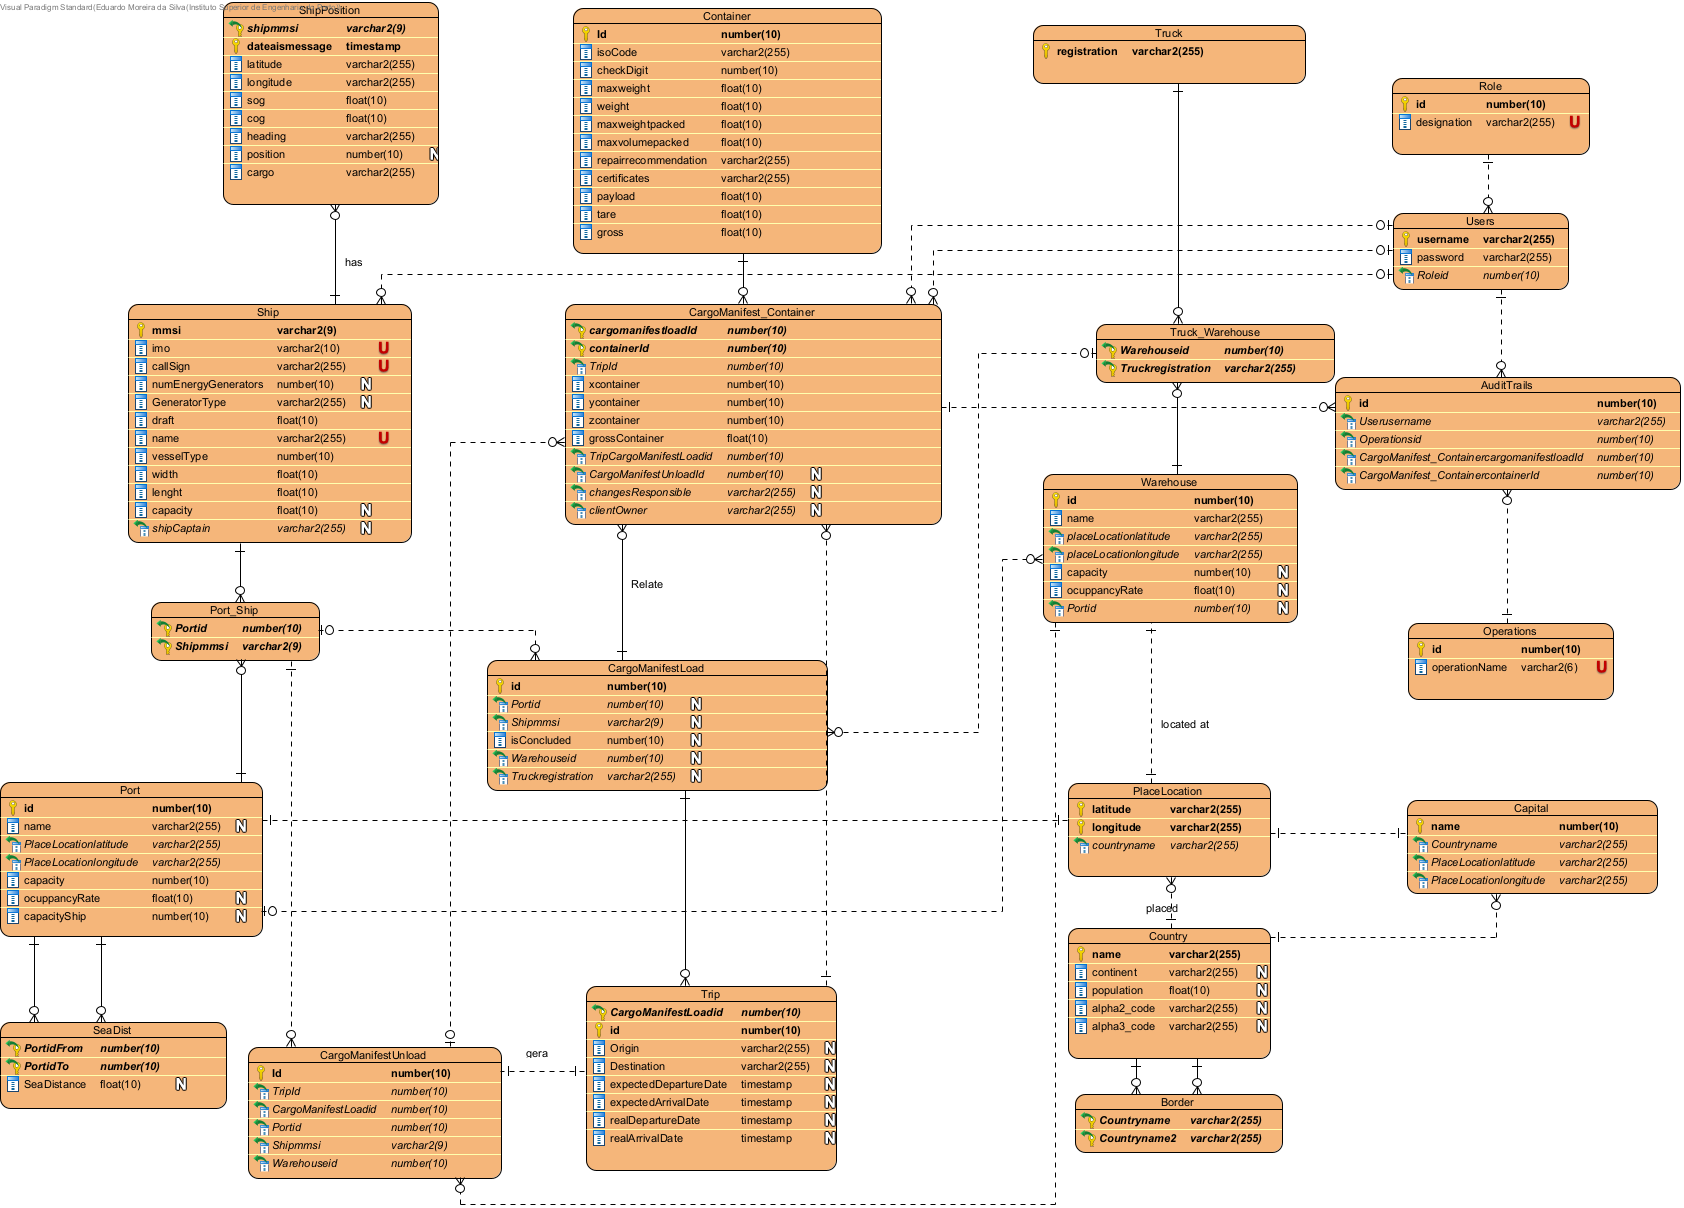 Visual Paradigm Standard(Eduardo Moreira da Silva(Instituto Superior de Engenharia do
ShipPosition
shipmmsi varchar2(9)
dateaismessage timestamp
latitude varchar2(255)
longitude varchar2(255)
sog float(10)
cog float(10)
heading varchar2(255)
position number(10) N
cargo varchar2(255)
Container
Id number(10)
isoCode varchar2(255)
checkDigit number(10)
maxweight float(10)
weight float(10)
maxweightpacked float(10)
maxvolumepacked float(10)
repairrecommendation varchar2(255)
certificates varchar2(255)
payload float(10)
tare float(10)
gross float(10)
Truck
registration varchar2(255)
Role
id number(10)
designation varchar2(255) U
Users
username varchar2(255)
password varchar2(255)
Roleid number(10)
has
Ship
mmsi varchar2(9)
imo varchar2(10) U
callSign varchar2(255) U
numEnergyGenerators number(10) N
GeneratorType varchar2(255) N
draft float(10)
name varchar2(255) U
vesselType number(10)
width float(10)
lenght float(10)
capacity float(10) N
shipCaptain varchar2(255) N
CargoManifest_Container
cargomanifestloadId number(10)
containerId number(10)
TripId number(10)
xcontainer number(10)
ycontainer number(10)
zcontainer number(10)
grossContainer float(10)
TripCargoManifestLoadid number(10)
CargoManifestUnloadId number(10) N
changesResponsible varchar2(255) N
clientOwner varchar2(255) N
Truck_Warehouse
Warehouseid number(10)
Truckregistration varchar2(255)
AuditTrails
id number(10)
Userusername varchar2(255)
Operationsid number(10)
CargoManifest_ContainercargomanifestloadId number(10)
CargoManifest_ContainercontainerId number(10)
Warehouse
id number(10)
name varchar2(255)
placeLocationlatitude varchar2(255)
placeLocationlongitude varchar2(255)
capacity number(10) N
ocuppancyRate float(10) N
Portid number(10) N
Relate
Port_Ship
Portid number(10)
Shipmmsi varchar2(9)
Operations
id number(10)
operationName varchar2(6) U
CargoManifestLoad
id number(10)
Portid number(10) N
Shipmmsi varchar2(9) N
isConcluded number(10) N
Warehouseid number(10) N
Truckregistration varchar2(255) N
located at
Port
id number(10)
name varchar2(255) N
PlaceLocationlatitude varchar2(255)
PlaceLocationlongitude varchar2(255)
capacity number(10)
ocuppancyRate float(10) N
capacityShip number(10) N
PlaceLocation
latitude varchar2(255)
longitude varchar2(255)
countryname varchar2(255)
Capital
name number(10)
Countryname varchar2(255)
PlaceLocationlatitude varchar2(255)
PlaceLocationlongitude varchar2(255)
placed
Country
name varchar2(255)
continent varchar2(255) N
population float(10) N
alpha2_code varchar2(255) N
alpha3_code varchar2(255) N
SeaDist
PortidFrom number(10)
PortidTo number(10)
SeaDistance float(10) N
CargoManifestUnload
Id number(10)
TripId number(10)
CargoManifestLoadid number(10)
Portid number(10)
Shipmmsi varchar2(9)
Warehouseid number(10)
gera
Trip
CargoManifestLoadid number(10)
id number(10)
Origin varchar2(255) N
Destination varchar2(255) N
expectedDepartureDate timestamp N
expectedArrivalDate timestamp N
realDepartureDate timestamp N
realArrivalDate timestamp N
Border
Countryname varchar2(255)
Countryname2 varchar2(255)